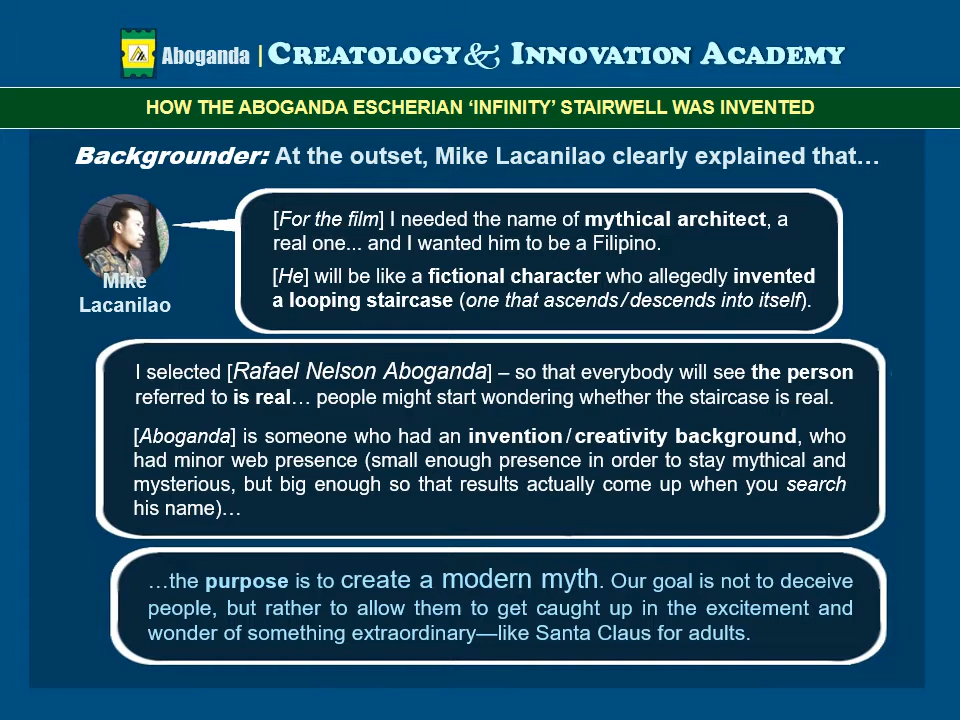 Aboganda | CREATOLOGY & INNOVATION ACADEMY
HOW THE ABOGANDA ESCHERIAN ‘INFINITY’ STAIRWELL WAS INVENTED
Backgrounder: At the outset, Mike Lacanilao clearly explained that…
[For the film] I needed the name of mythical architect, a
real one... and I wanted him to be a Filipino.
[He] will be like a fictional character who allegedly invented
a looping staircase (one that ascends/descends into itself).
Mike
Lacanilao
I selected [Rafael Nelson Aboganda] – so that everybody will see the person
referred to is real… people might start wondering whether the staircase is real.
[Aboganda] is someone who had an invention/creativity background, who
had minor web presence (small enough presence in order to stay mythical and
mysterious, but big enough so that results actually come up when you search
his name)…
…the purpose is to create a modern myth. Our goal is not to deceive
people, but rather to allow them to get caught up in the excitement and
wonder of something extraordinary—like Santa Claus for adults.